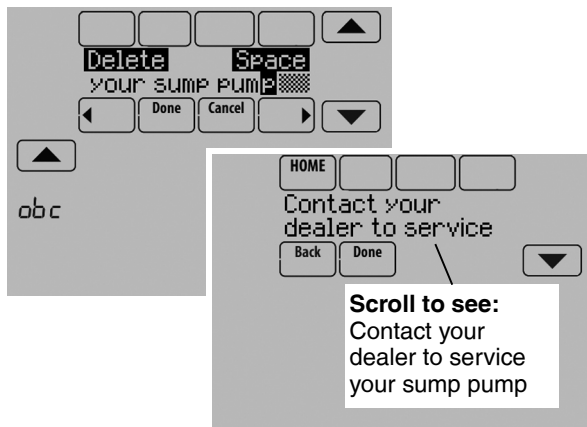 Delete Space
your sump pump
Done Cancel
abc
HOME
Contact your
dealer to service
Back Done
Scroll to see:
Contact your
dealer to service
your sump pump